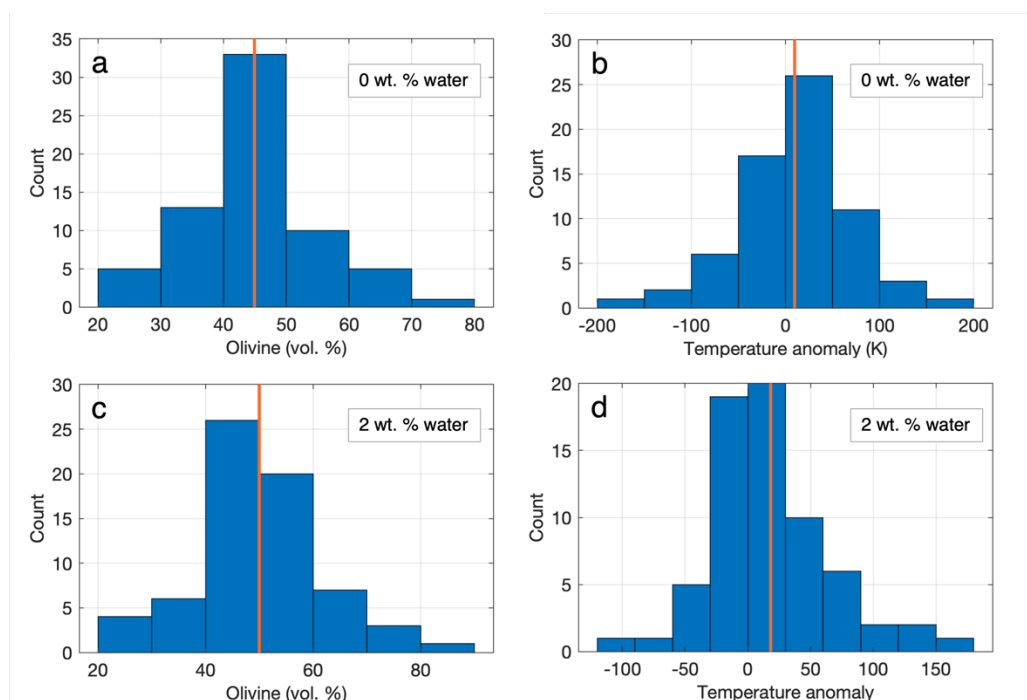 a
0 wt. % water
35
30
25
20
15
10
5
0
Count
20 30 40 50 60 70 80
Olivine (vol. %)
b
0 wt. % water
30
25
20
15
10
5
0
Count
-200 -100 0 100 200
Temperature anomaly (K)
c
2 wt. % water
30
25
20
15
10
5
0
Count
20 40 60 80
Olivine (vol. %)
d
2 wt. % water
20
15
10
5
0
Count
-100 -50 0 50 100 150
Temperature anomaly